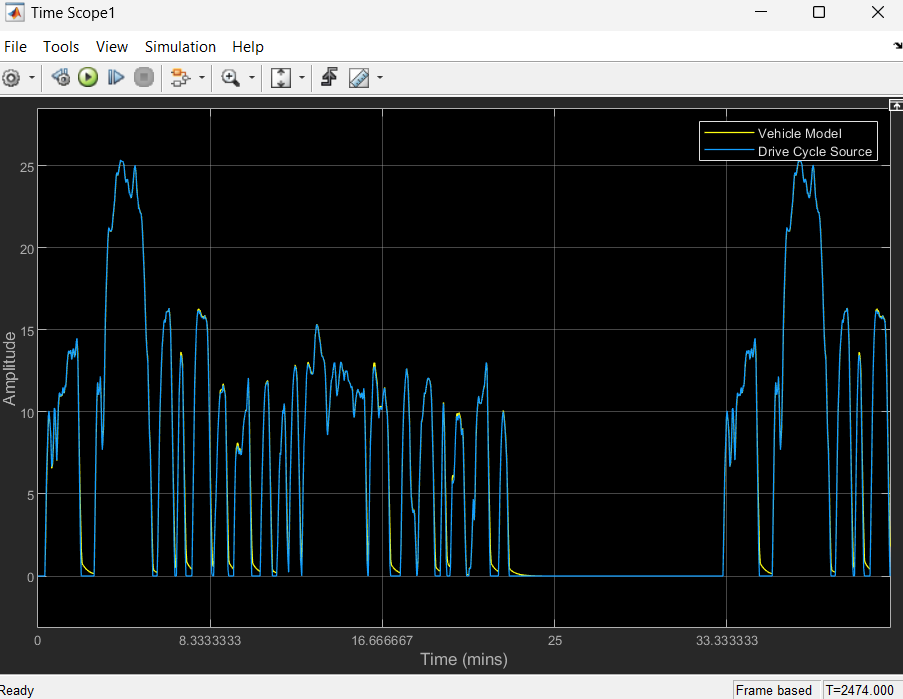 Time Scope1
File Tools View Simulation Help
Vehicle Model
Drive Cycle Source
25
20
15
10
5
0
Amplitude
0 8.3333333 16.666667 25 33.333333
Time (mins)
Ready
Frame based T=2474.000